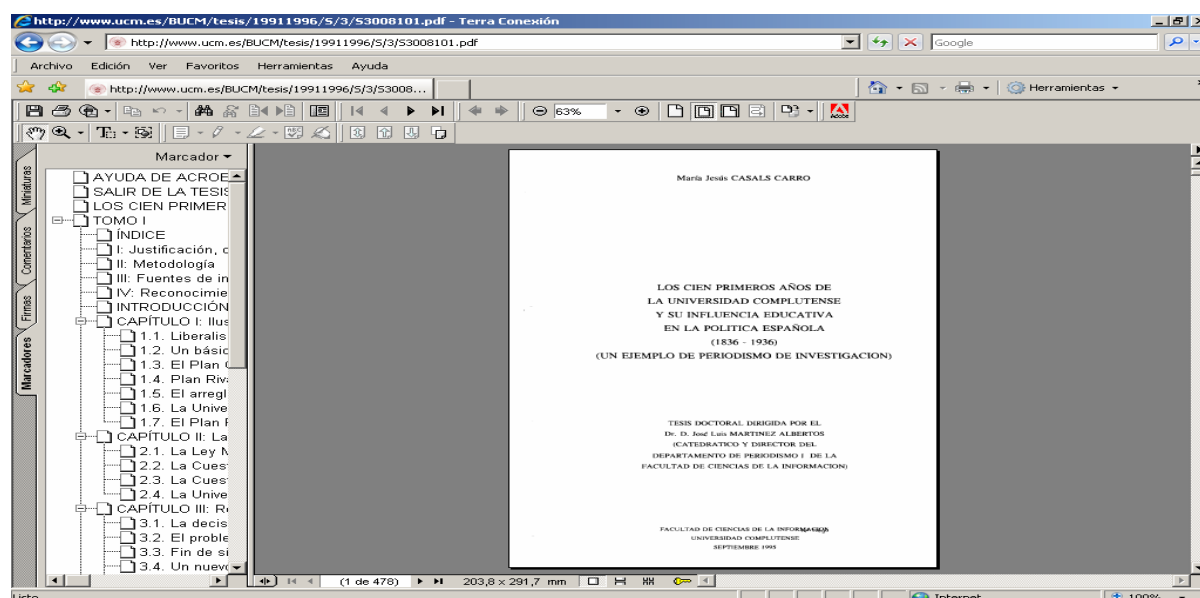 http://www.ucm.es/BUCM/tesis/19911996/S/3/S3008101.pdf - Terra Conexión
http://www.ucm.es/BUCM/tesis/19911996/S/3/S3008101.pdf
Google
Archivo Edición Ver Favoritos Herramientas Ayuda
http://www.ucm.es/BUCM/tesis/19911996/S/3/S3008...
Herramientas
63%
Adobe
Marcador
Miniaturas
Comentarios
Firmas
Marcadores
AYUDA DE ACROE
SALIR DE LA TESIS
LOS CIEN PRIMER
TOMO I
ÍNDICE
I: Justificación, c
II: Metodología
III: Fuentes de in
IV: Reconocimie
INTRODUCCIÓN
CAPÍTULO I: Ilus
1.1. Liberalis
1.2. Un básic
1.3. El Plan
1.4. Plan Riva
1.5. El arregl
1.6. La Unive
1.7. El Plan
CAPÍTULO II: La
2.1. La Ley
2.2. La Cues
2.3. La Cues
2.4. La Unive
CAPÍTULO III: R
3.1. La decis
3.2. El proble
3.3. Fin de si
3.4. Un nuev
María Jesús CASALS CARRO
LOS CIEN PRIMEROS AÑOS DE
LA UNIVERSIDAD COMPLUTENSE
Y SU INFLUENCIA EDUCATIVA
EN LA POLITICA ESPAÑOLA
(1836 - 1936)
(UN EJEMPLO DE PERIODISMO DE INVESTIGACION)
TESIS DOCTORAL DIRIGIDA POR EL
Dr. D. José Luis MARTINEZ ALBERTOS
(CATEDRATICO Y DIRECTOR DEL
DEPARTAMENTO DE PERIODISMO I DE LA
FACULTAD DE CIENCIAS DE LA INFORMACION)
FACULTAD DE CIENCIAS DE LA INFORMACION
UNIVERSIDAD COMPLUTENSE
SEPTIEMBRE 1995
(1 de 478)
203,8 × 291,7 mm
Listo
Internet
100%